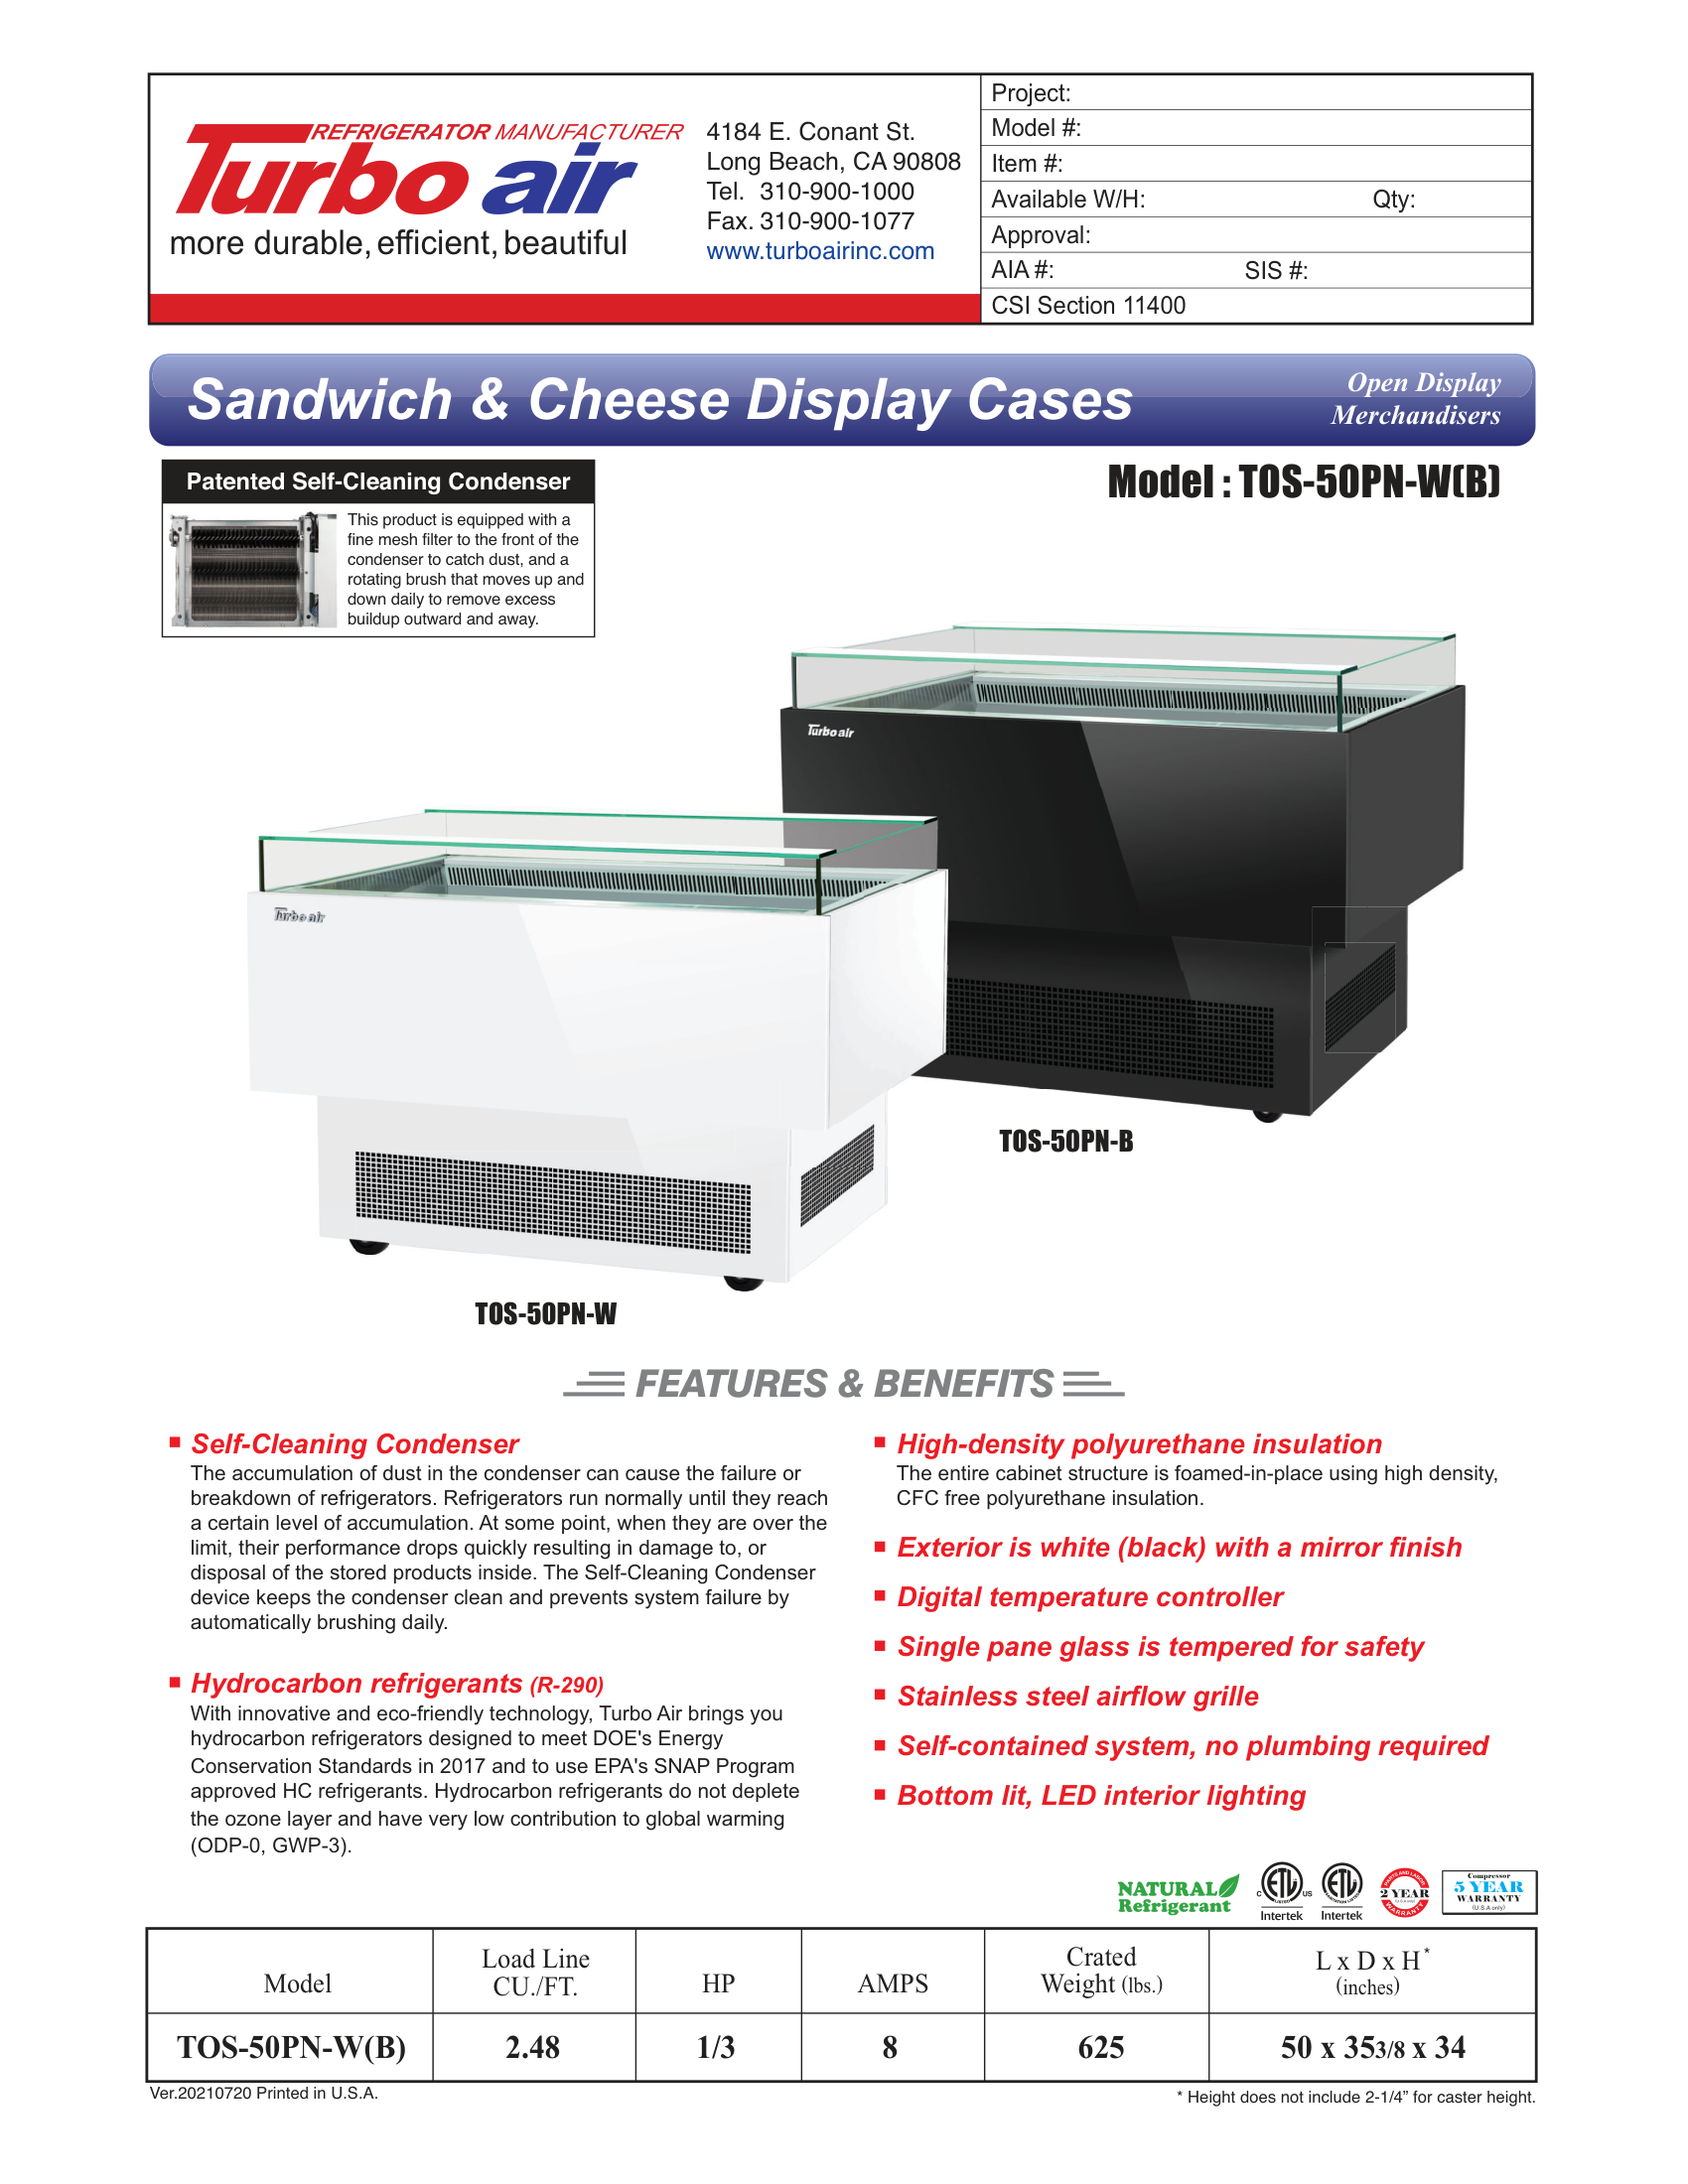 REFRIGERATOR MANUFACTURER
Turbo air
more durable, efficient, beautiful
4184 E. Conant St.
Long Beach, CA 90808
Tel. 310-900-1000
Fax. 310-900-1077
www.turboairinc.com
Project:
Model #:
Item #:
Available W/H: Qty:
Approval:
AIA #: SIS #:
CSI Section 11400
Sandwich & Cheese Display Cases
Open Display
Merchandisers
Patented Self-Cleaning Condenser
This product is equipped with a
fine mesh filter to the front of the
condenser to catch dust, and a
rotating brush that moves up and
down daily to remove excess
buildup outward and away.
Model : TOS-50PN-W(B)
Turbo air
Turbo air
TOS-50PN-B
TOS-50PN-W
FEATURES & BENEFITS
Self-Cleaning Condenser
The accumulation of dust in the condenser can cause the failure or
breakdown of refrigerators. Refrigerators run normally until they reach
a certain level of accumulation. At some point, when they are over the
limit, their performance drops quickly resulting in damage to, or
disposal of the stored products inside. The Self-Cleaning Condenser
device keeps the condenser clean and prevents system failure by
automatically brushing daily.
Hydrocarbon refrigerants (R-290)
With innovative and eco-friendly technology, Turbo Air brings you
hydrocarbon refrigerators designed to meet DOE's Energy
Conservation Standards in 2017 and to use EPA's SNAP Program
approved HC refrigerants. Hydrocarbon refrigerants do not deplete
the ozone layer and have very low contribution to global warming
(ODP-0, GWP-3).
High-density polyurethane insulation
The entire cabinet structure is foamed-in-place using high density,
CFC free polyurethane insulation.
Exterior is white (black) with a mirror finish
Digital temperature controller
Single pane glass is tempered for safety
Stainless steel airflow grille
Self-contained system, no plumbing required
Bottom lit, LED interior lighting
NATURAL
Refrigerant
C ETL US
Intertek
ETL
Intertek
PARTS AND LABOR
2 YEAR
WARRANTY
Compressor
5 YEAR
WARRANTY
(U.S.A only)
Model
Load Line
CU./FT.
HP
AMPS
Crated
Weight (lbs.)
L x D x H*
(inches)
TOS-50PN-W(B) 2.48 1/3 8 625 50 x 353/8 x 34
Ver.20210720 Printed in U.S.A.
* Height does not include 2-1/4” for caster height.